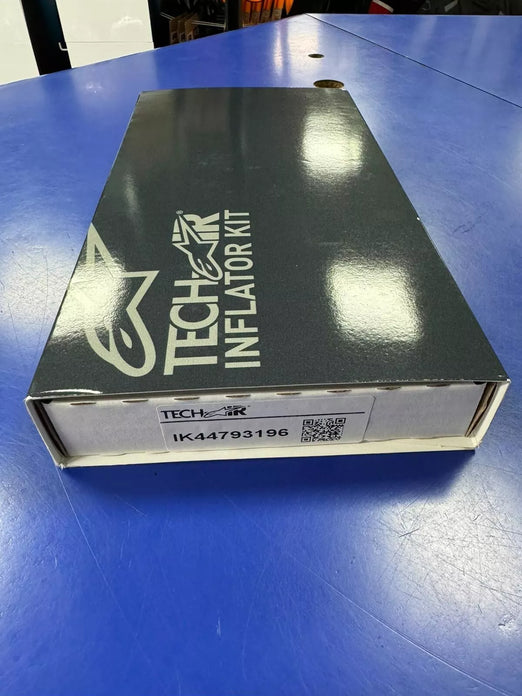 TECH-AIR®
INFLATOR KIT
TECH-AIR
IK44793196